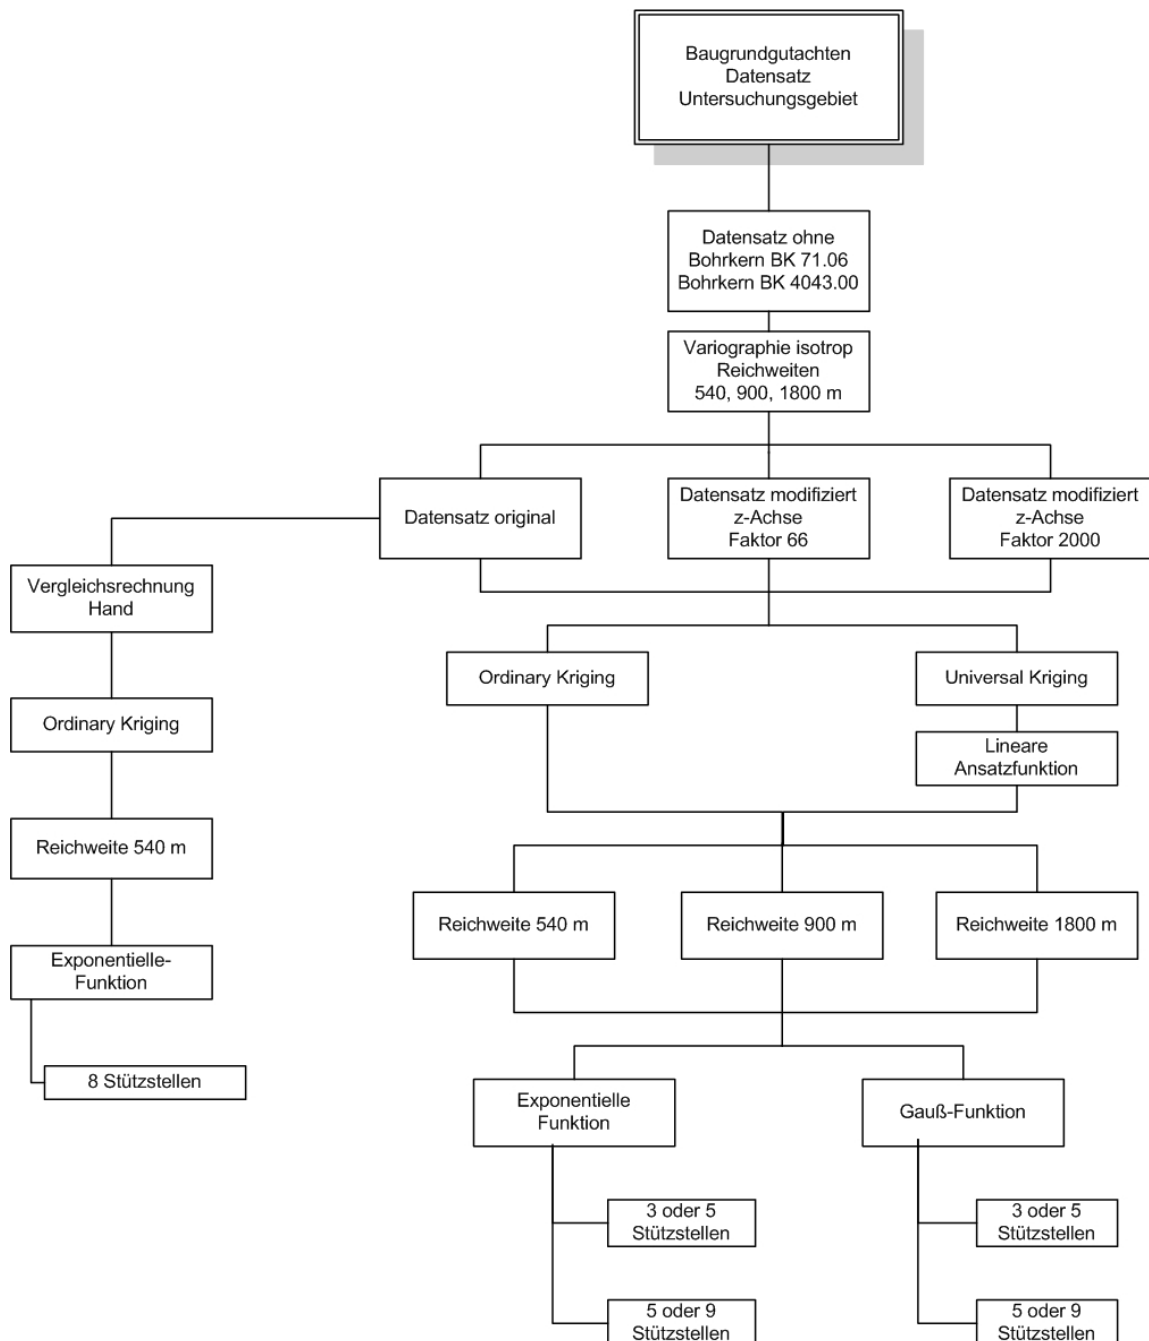 Baugrundgutachten
Datensatz
Untersuchungsgebiet
Datensatz ohne
Bohrkern BK 71.06
Bohrkern BK 4043.00
Variographie isotrop
Reichweiten
540, 900, 1800 m
Datensatz original
Datensatz modifiziert
z-Achse
Faktor 66
Datensatz modifiziert
z-Achse
Faktor 2000
Vergleichsrechnung
Hand
Ordinary Kriging
Reichweite 540 m
Exponentielle-
Funktion
8 Stützstellen
Ordinary Kriging
Universal Kriging
Lineare
Ansatzfunktion
Reichweite 540 m
Reichweite 900 m
Reichweite 1800 m
Exponentielle
Funktion
Gauß-Funktion
3 oder 5
Stützstellen
5 oder 9
Stützstellen
3 oder 5
Stützstellen
5 oder 9
Stützstellen